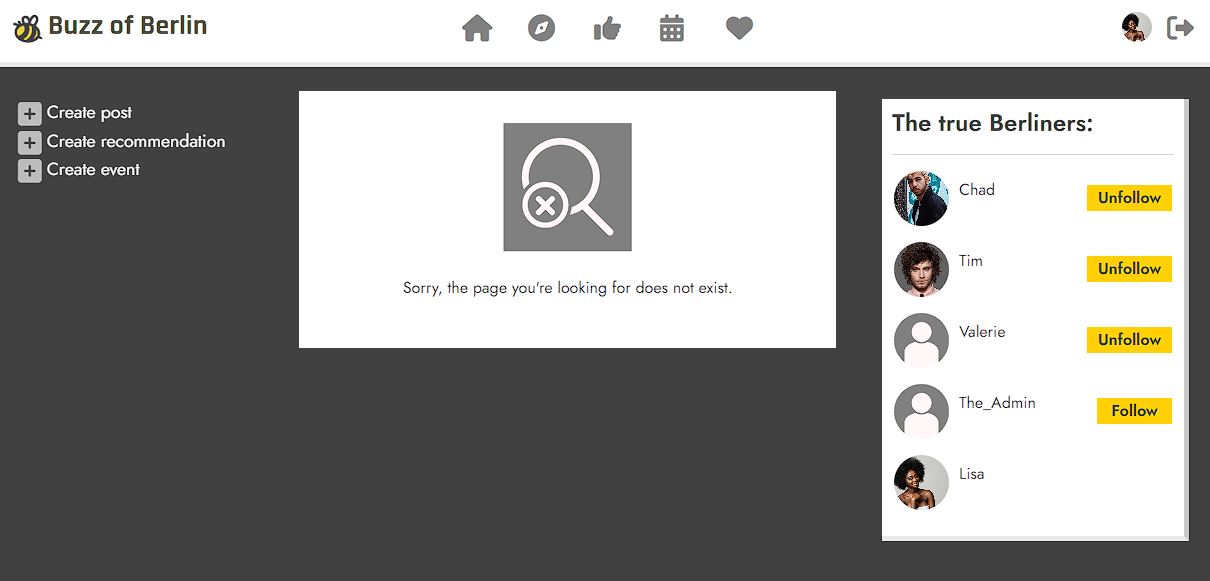 Buzz of Berlin
Create post
Create recommendation
Create event
Sorry, the page you're looking for does not exist.
The true Berliners:
Chad
Unfollow
Tim
Unfollow
Valerie
Unfollow
The_Admin
Follow
Lisa